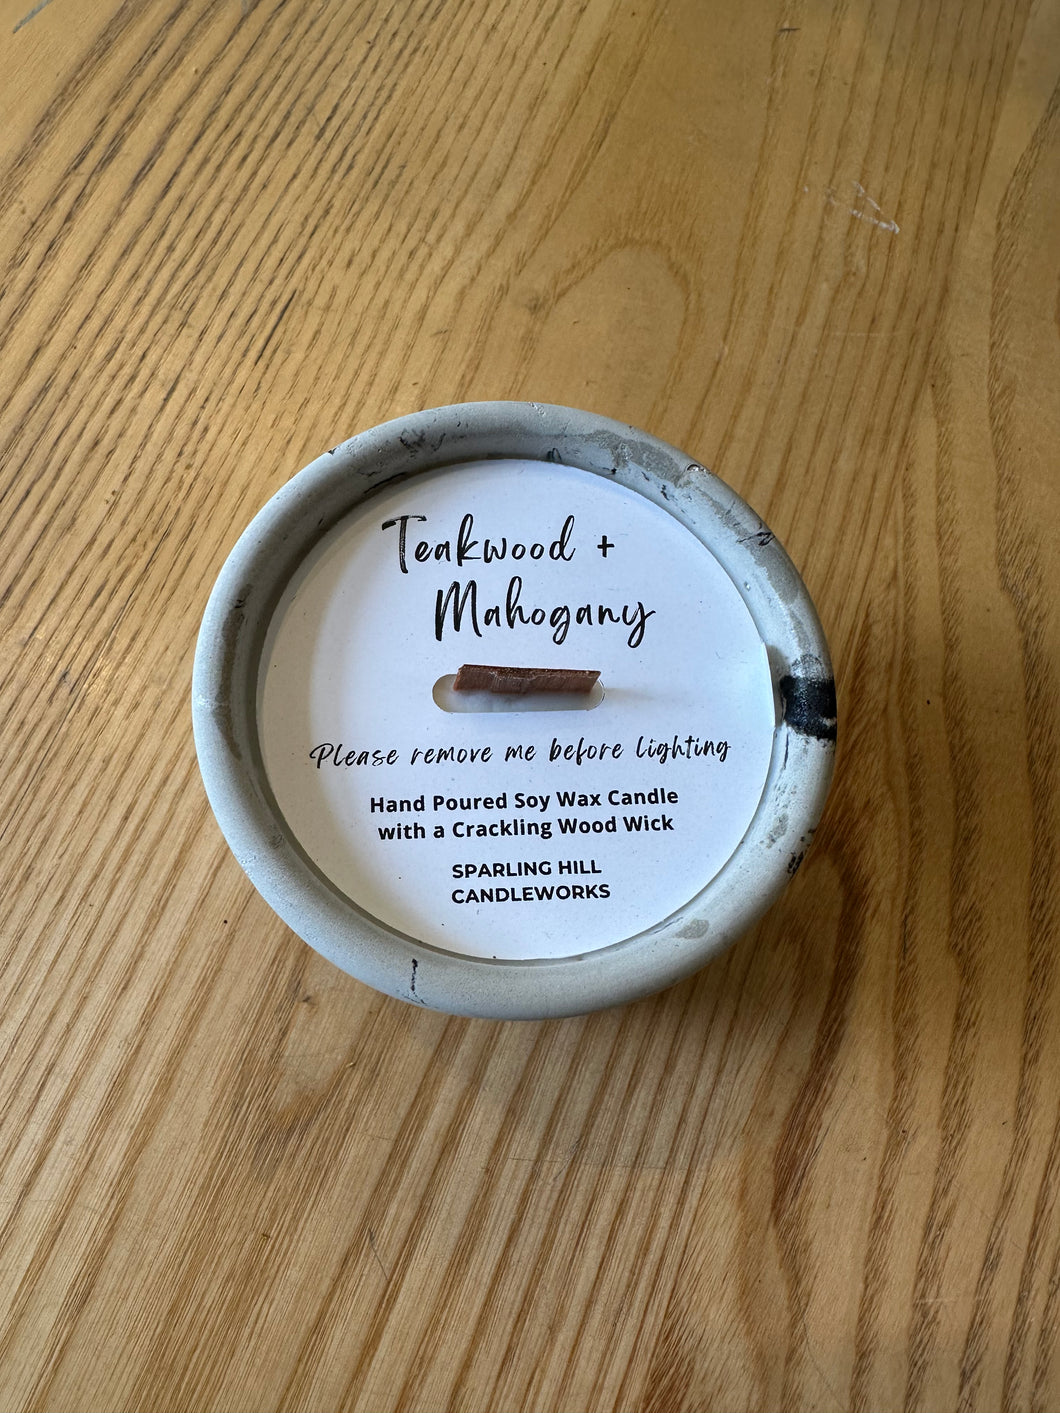 Teakwood +
Mahogany
Please remove me before lighting
Hand Poured Soy Wax Candle
with a Crackling Wood Wick
SPARLING HILL
CANDLEWORKS